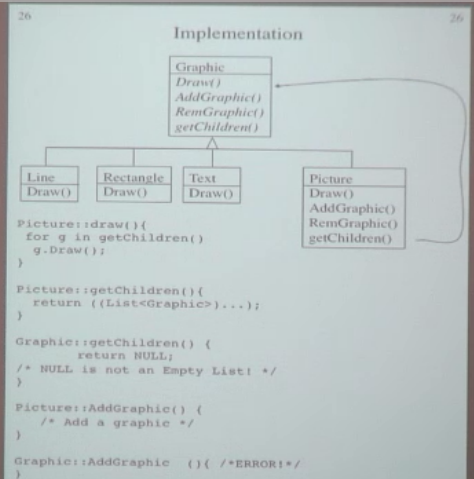 26
26
Implementation
Graphic
Draw()
AddGraphic()
RemGraphic()
getChildren()
Line
Draw()
Rectangle
Draw()
Text
Draw()
Picture
Draw()
AddGraphic()
RemGraphic()
getChildren()
Picture::draw(){
for g in getChildren()
g.Draw();
}
Picture::getChildren(){
return ((List<Graphic>)...);
}
Graphic::getChildren() {
return NULL;
/* NULL is not an Empty List! */
}
Picture::AddGraphic() {
/* Add a graphic */
}
Graphic::AddGraphic (){ /*ERROR!*/
}